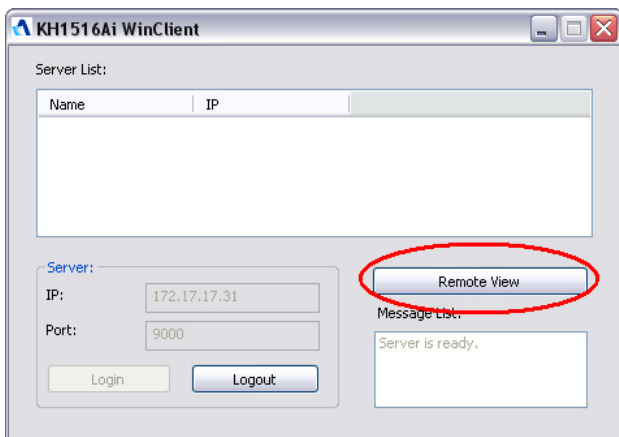 KH1516Ai WinClient
Server List:
Name IP
Server:
IP: 172.17.17.31
Port: 9000
Login Logout
Remote View
Message List:
Server is ready.